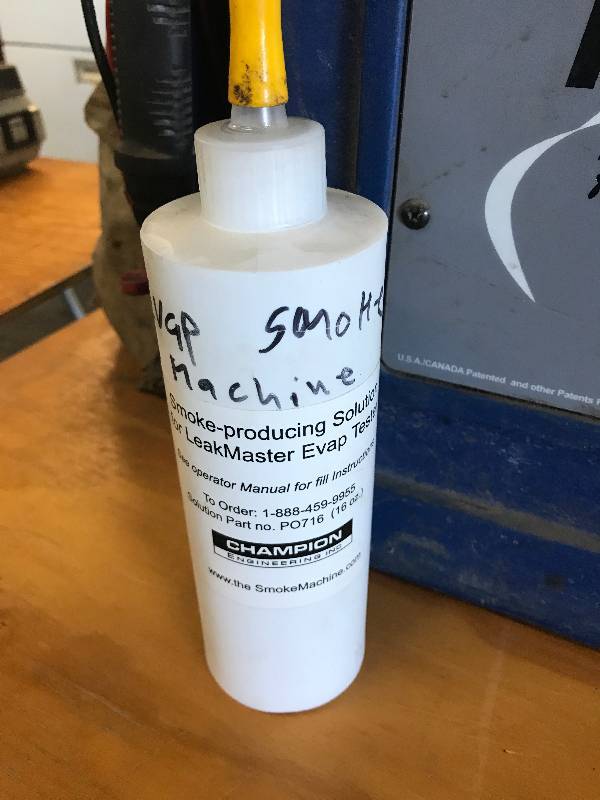 vap smoke
Machine
Smoke-producing Solution
for LeakMaster Evap Tester
See operator Manual for fill Instructions
To Order: 1-888-459-9955
Solution Part no. PO716 (16 oz.)
CHAMPION
ENGINEERING INC
www.the SmokeMachine.com
U.S.A./CANADA Patented and other Patents